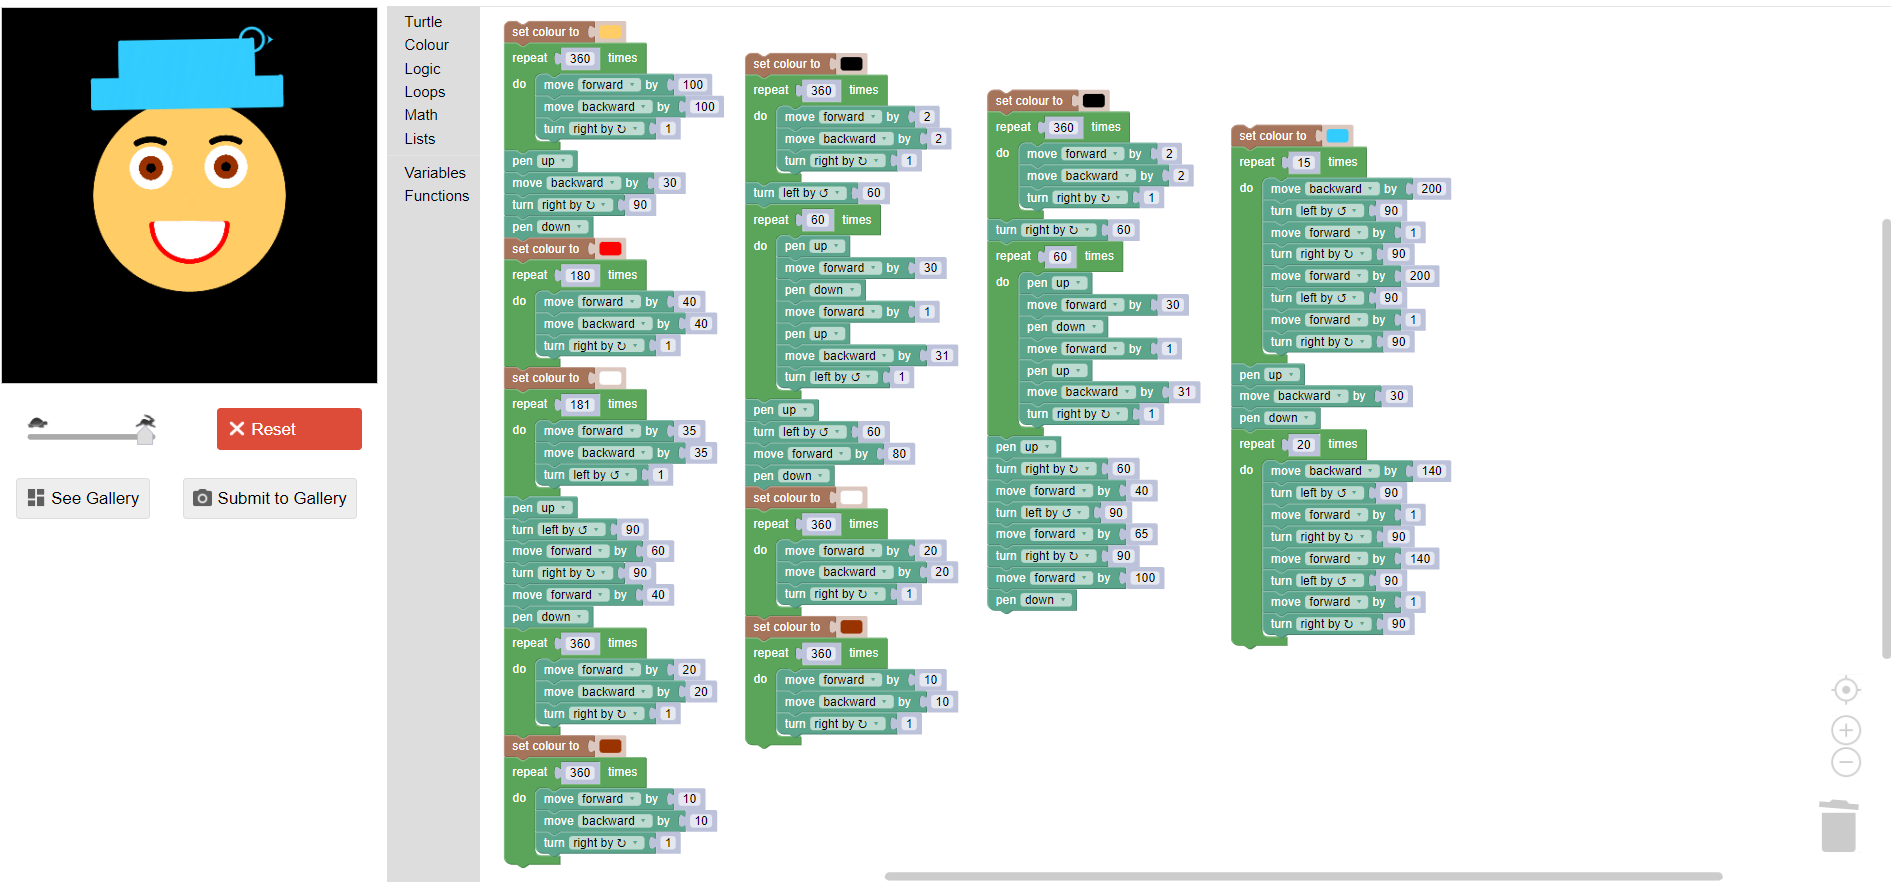 Turtle
Colour
Logic
Loops
Math
Lists
Variables
Functions
Reset
See Gallery
Submit to Gallery
set colour to
repeat 360 times
do move forward by 100
move backward by 100
turn right by ↻ 1
pen up
move backward by 30
turn right by ↻ 90
pen down
set colour to
repeat 180 times
do move forward by 40
move backward by 40
turn right by ↻ 1
set colour to
repeat 181 times
do move forward by 35
move backward by 35
turn left by ↺ 1
pen up
turn left by ↺ 90
move forward by 60
turn right by ↻ 90
move forward by 40
pen down
repeat 360 times
do move forward by 20
move backward by 20
turn right by ↻ 1
set colour to
repeat 360 times
do move forward by 10
move backward by 10
turn right by ↻ 1
set colour to
repeat 360 times
do move forward by 2
move backward by 2
turn right by ↻ 1
turn left by ↺ 60
repeat 60 times
do pen up
move forward by 30
pen down
move forward by 1
pen up
move backward by 31
turn left by ↺ 1
pen up
turn left by ↺ 60
move forward by 80
pen down
set colour to
repeat 360 times
do move forward by 20
move backward by 20
turn right by ↻ 1
set colour to
repeat 360 times
do move forward by 10
move backward by 10
turn right by ↻ 1
set colour to
repeat 360 times
do move forward by 2
move backward by 2
turn right by ↻ 1
turn right by ↻ 60
repeat 60 times
do pen up
move forward by 30
pen down
move forward by 1
pen up
move backward by 31
turn right by ↻ 1
pen up
turn right by ↻ 60
move forward by 40
turn left by ↺ 90
move forward by 65
turn right by ↻ 90
move forward by 100
pen down
set colour to
repeat 15 times
do move backward by 200
turn left by ↺ 90
move forward by 1
turn right by ↻ 90
move forward by 200
turn left by ↺ 90
move forward by 1
turn right by ↻ 90
pen up
move backward by 30
pen down
repeat 20 times
do move backward by 140
turn left by ↺ 90
move forward by 1
turn right by ↻ 90
move forward by 140
turn left by ↺ 90
move forward by 1
turn right by ↻ 90